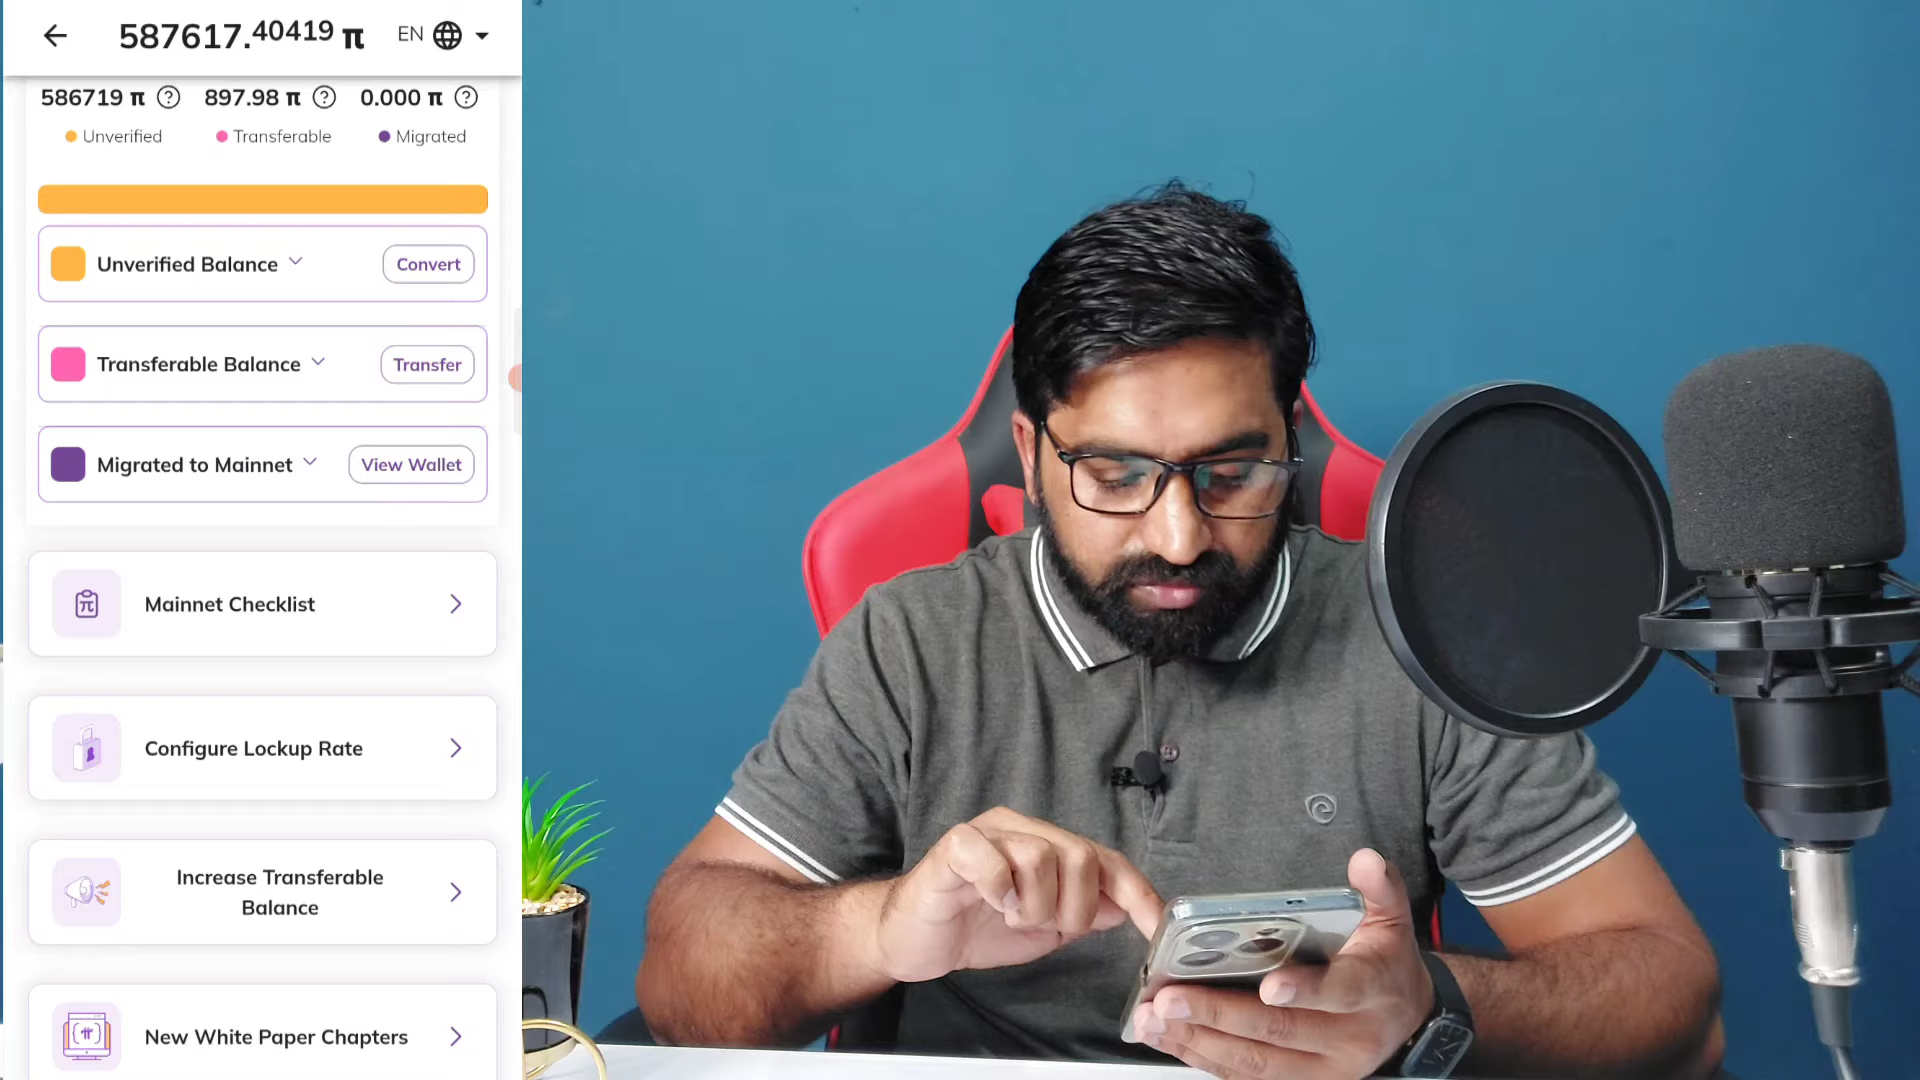 587617.40419 π EN
586719 π ? 897.98 π ? 0.000 π ?
Unverified Transferable Migrated
Unverified Balance Convert
Transferable Balance Transfer
Migrated to Mainnet View Wallet
Mainnet Checklist
Configure Lockup Rate
Increase Transferable
Balance
New White Paper Chapters